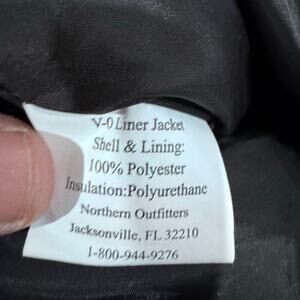 V-0 Liner Jacket
Shell & Lining:
100% Polyester
Insulation:Polyurethane
Northern Outfitters
Jacksonville, FL 32210
1-800-944-9276